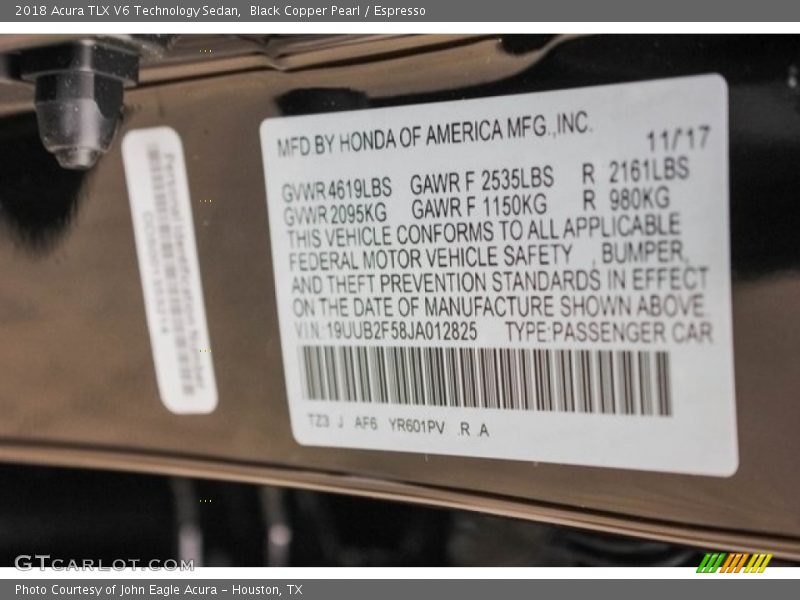 2018 Acura TLX V6 Technology Sedan, Black Copper Pearl / Espresso
MFD BY HONDA OF AMERICA MFG.,INC. 11/'17
GVWR 4619LBS GAWR F 2535LBS R 2161LBS
GVWR 2095KG GAWR F 1150KG R 980KG
THIS VEHICLE CONFORMS TO ALL APPLICABLE
FEDERAL MOTOR VEHICLE SAFETY , BUMPER,
AND THEFT PREVENTION STANDARDS IN EFFECT
ON THE DATE OF MANUFACTURE SHOWN ABOVE.
VIN: 19UUB2F58JA012825 TYPE:PASSENGER CAR
TZ3 J AF6 YR601PV .R .A
Personal Identification Number
GTCARLOT.COM
Photo Courtesy of John Eagle Acura - Houston, TX